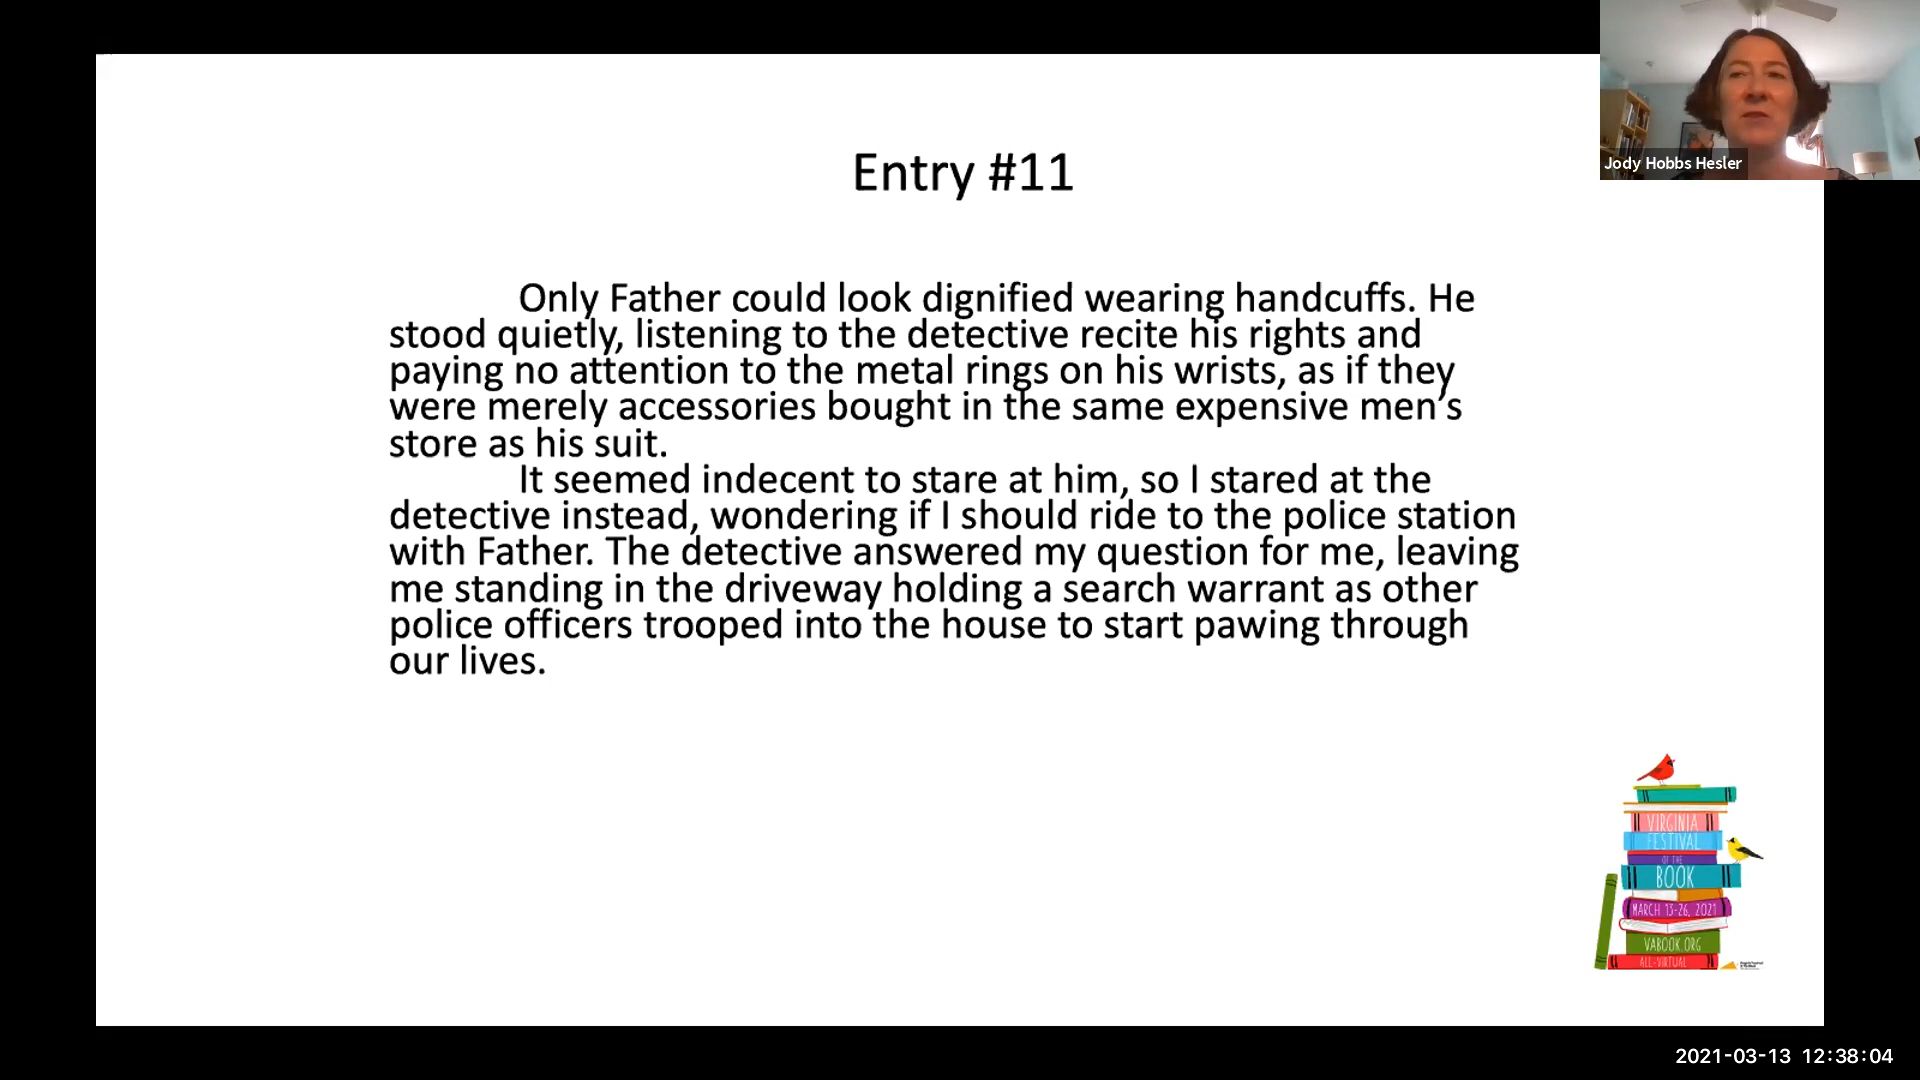 Jody Hobbs Hesler
Entry #11
Only Father could look dignified wearing handcuffs. He
stood quietly, listening to the detective recite his rights and
paying no attention to the metal rings on his wrists, as if they
were merely accessories bought in the same expensive men's
store as his suit.
It seemed indecent to stare at him, so I stared at the
detective instead, wondering if I should ride to the police station
with Father. The detective answered my question for me, leaving
me standing in the driveway holding a search warrant as other
police officers trooped into the house to start pawing through
our lives.
VIRGINIA
FESTIVAL
OF THE
BOOK
MARCH 13-26, 2021
VABOOK.ORG
ALL-VIRTUAL
2021-03-13 12:38:04